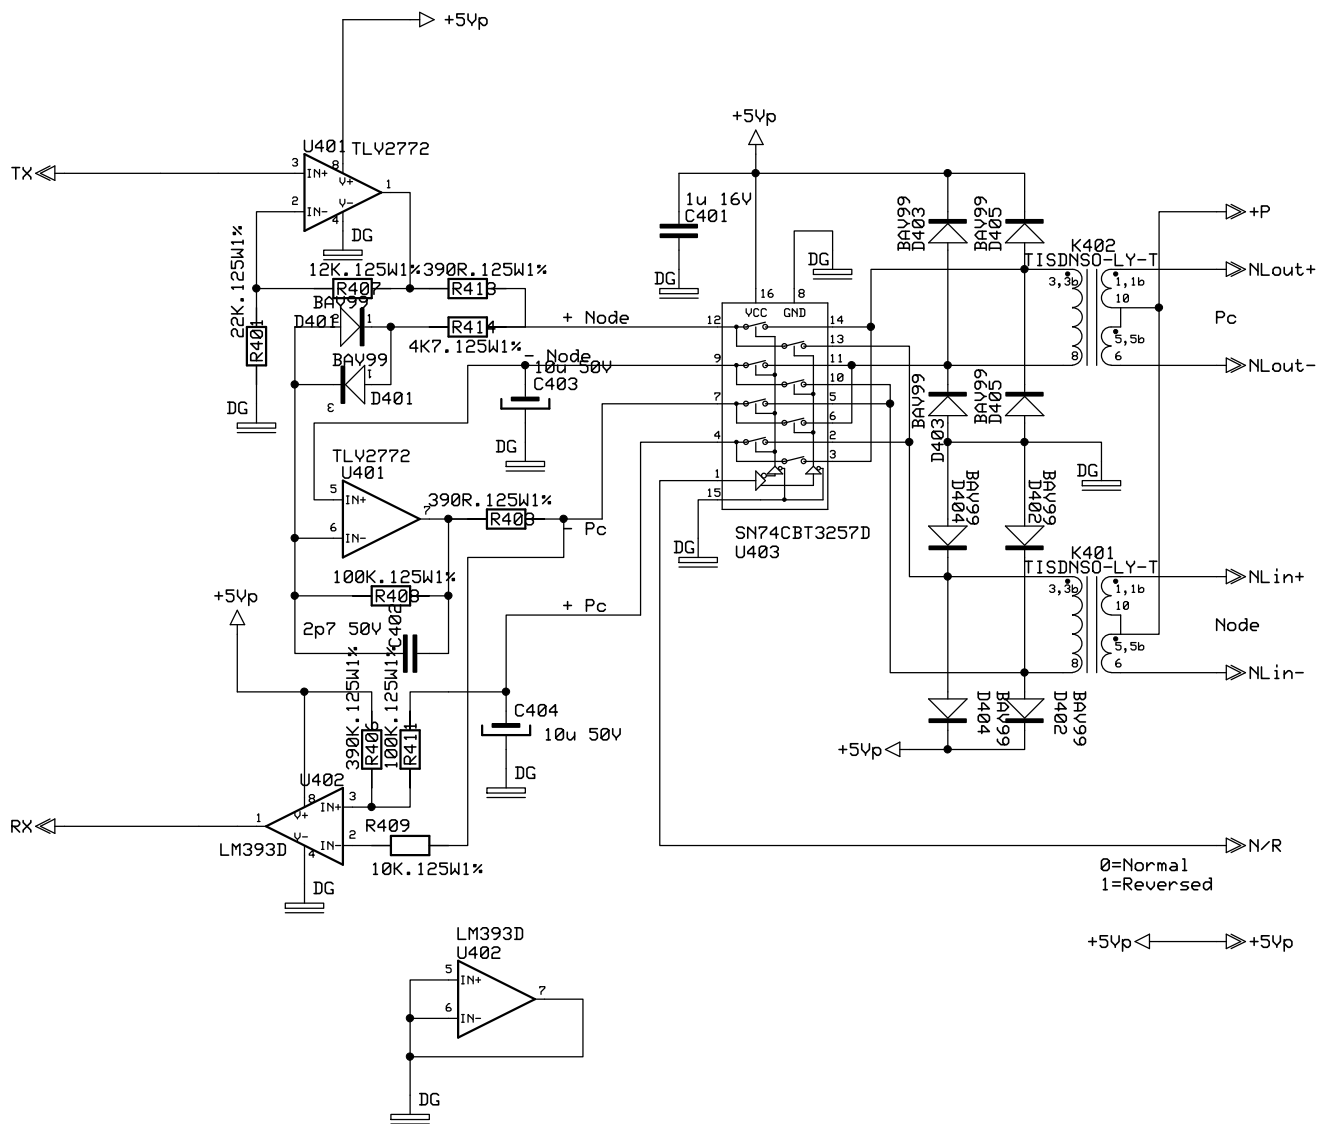 +5Vp
U401 TLV2772
TX
3
IN+
8
V+
1
2
IN-
V-
4
DG
22K.125W1%
R401
DG
12K.125W1%
R407
390R.125W1%
R413
BAV99
D401
2
1
R414
4K7.125W1%
BAV99
1
D401
3
+ Node
- Node
10u 50V
C403
DG
TLV2772
U401
5
IN+
6
IN-
7
390R.125W1%
R403
- Pc
100K.125W1%
R408
2p7 50V
C402
+ Pc
+5Vp
390K.125W1%
R406
100K.125W1%
R411
C404
10u 50V
DG
U402
1
8
V+
IN+
3
V-
4
IN-
2
LM393D
RX
DG
R409
10K.125W1%
LM393D
U402
5
IN+
6
IN-
7
DG
+5Vp
1u 16V
C401
DG
DG
16
8
VCC
GND
12
14
13
9
11
10
7
5
6
4
2
3
1
15
DG
SN74CBT3257D
U403
BAV99
D403
BAV99
D405
BAV99
D403
BAV99
D405
DG
BAV99
D404
BAV99
D402
D404
BAV99
D402
BAV99
+5Vp
K402
TISDNSO-LY-T
3,3b
1,1b
10
5,5b
8
6
K401
TISDNSO-LY-T
3,3b
1,1b
10
5,5b
8
6
+P
NLout+
Pc
NLout-
NLin+
Node
NLin-
N/R
0=Normal
1=Reversed
+5Vp
+5Vp